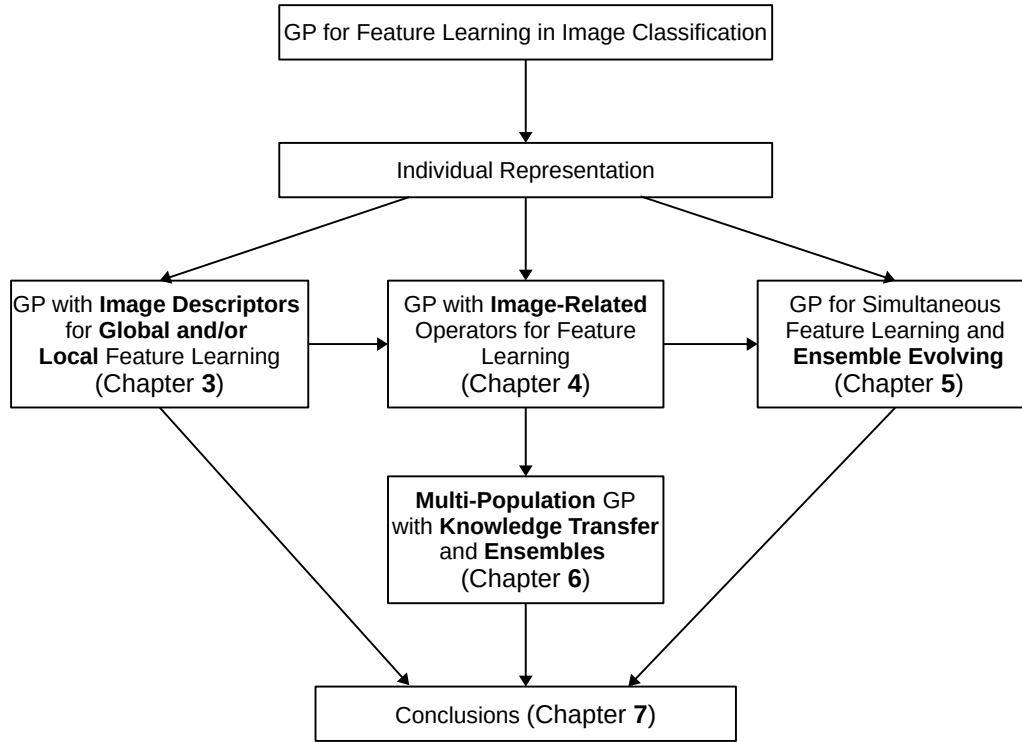 GP for Feature Learning in Image Classification
Individual Representation
GP with Image Descriptors
for Global and/or
Local Feature Learning
(Chapter 3)
GP with Image-Related
Operators for Feature
Learning
(Chapter 4)
GP for Simultaneous
Feature Learning and
Ensemble Evolving
(Chapter 5)
Multi-Population GP
with Knowledge Transfer
and Ensembles
(Chapter 6)
Conclusions (Chapter 7)